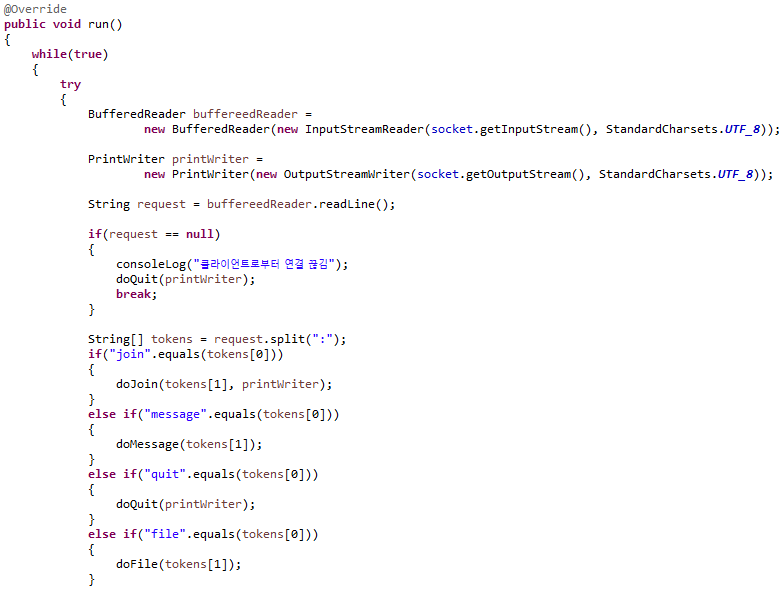 @Override
public void run()
{
    while(true)
    {
        try
        {
            BufferedReader buffereedReader =
                    new BufferedReader(new InputStreamReader(socket.getInputStream(), StandardCharsets.UTF_8));

            PrintWriter printWriter =
                    new PrintWriter(new OutputStreamWriter(socket.getOutputStream(), StandardCharsets.UTF_8));

            String request = buffereedReader.readLine();

            if(request == null)
            {
                consoleLog("클라이언트로부터 연결 끊김");
                doQuit(printWriter);
                break;
            }

            String[] tokens = request.split(":");
            if("join".equals(tokens[0]))
            {
                doJoin(tokens[1], printWriter);
            }
            else if("message".equals(tokens[0]))
            {
                doMessage(tokens[1]);
            }
            else if("quit".equals(tokens[0]))
            {
                doQuit(printWriter);
            }
            else if("file".equals(tokens[0]))
            {
                doFile(tokens[1]);
            }